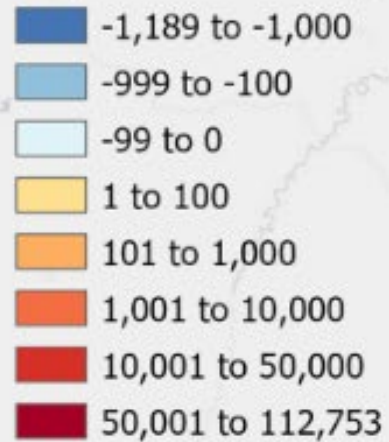 -1,189 to -1,000
-999 to -100
-99 to 0
1 to 100
101 to 1,000
1,001 to 10,000
10,001 to 50,000
50,001 to 112,753